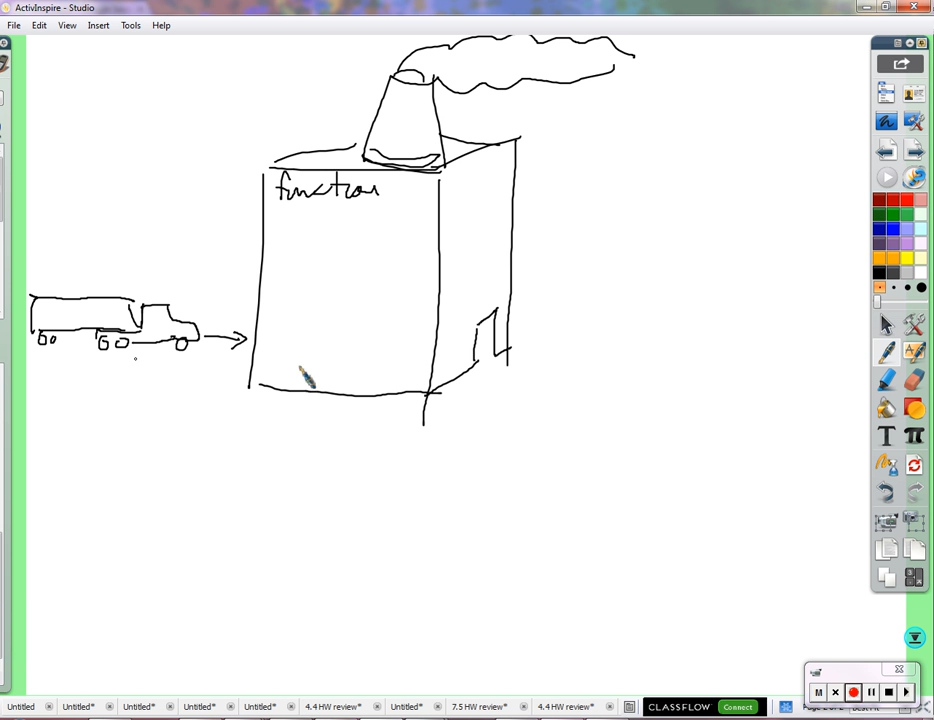 ActivInspire - Studio
File Edit View Insert Tools Help
function
Untitled Untitled* Untitled* Untitled* Untitled* 4.4 HW review* Untitled* 7.5 HW review* 4.4 HW review* CLASSFLOW Connect
M